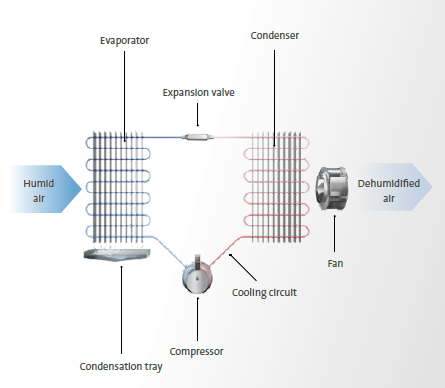 Evaporator
Condenser
Expansion valve
Humid
air
Dehumidified
air
Fan
Cooling circuit
Compressor
Condensation tray